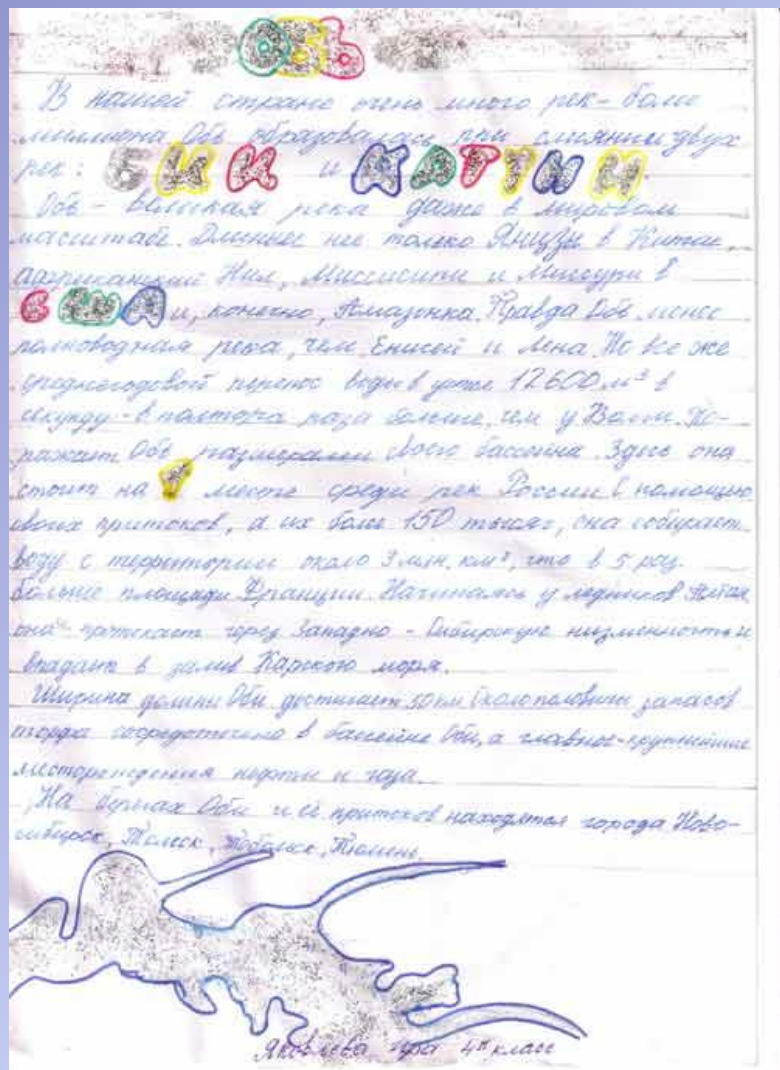 ОБЬ
В нашей стране очень много рек - более
миллиона. Обь образовалась при слиянии двух
рек: БИИ и КАТУНИ.
Обь - великая река даже в мировом
масштабе. Длиннее неё только Янцзы в Китае,
африканский Нил, Миссисипи и Миссури в
США и, конечно, Амазонка. Правда Обь менее
полноводная река, чем Енисей и Лена. Но все же
среднегодовой перенос воды в устье 12600 м³ в
секунду - в полтора раза больше, чем у Волги. По-
ражает Обь размерами своего бассейна. Здесь она
стоит на месте среди рек России. С помощью
своих притоков, а их более 150 тысяч, она собирает
воду с территории около 3 млн. км², что в 5 раз
больше площади Франции. Начинаясь у ледников Алтая,
она протекает через Западно - Сибирскую низменность и
впадает в залив Карского моря.
Ширина долины Оби достигает 50 км. Около половины запасов
торфа сосредоточено в бассейне Оби, а главное - крупнейшие
месторождения нефти и газа.
На берегах Оби и её притоков находятся города Ново-
сибирск, Томск, Тобольск, Тюмень.
Яковлева 4 класс